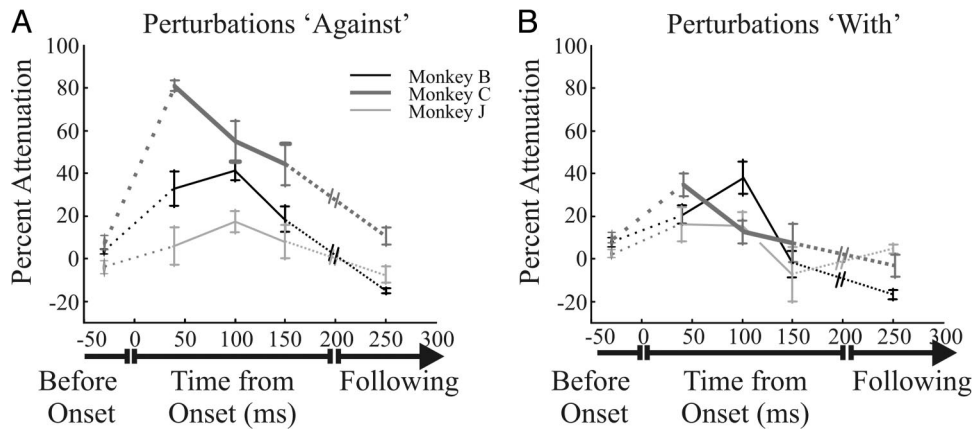 A
Perturbations 'Against'
Percent Attenuation
100
80
60
40
20
0
-20
Monkey B
Monkey C
Monkey J
-50 0 50 100 150 200 250 300
Before
Onset
Time from
Onset (ms)
Following
B
Perturbations 'With'
Percent Attenuation
100
80
60
40
20
0
-20
-50 0 50 100 150 200 250 300
Before
Onset
Time from
Onset (ms)
Following